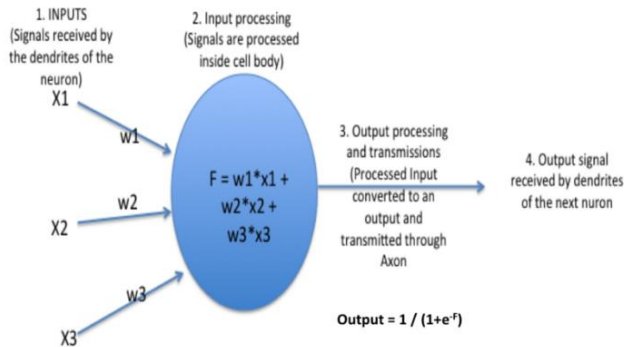 1. INPUTS
(Signals received by
the dendrites of the
neuron)
X1
w1
X2
w2
X3
w3
2. Input processing
(Signals are processed
inside cell body)
F = w1*x1 +
w2*x2 +
w3*x3
3. Output processing
and transmissions
(Processed Input
converted to an
output and
transmitted through
Axon
Output = 1 / (1+e⁻ᶠ)
4. Output signal
received by dendrites
of the next nuron